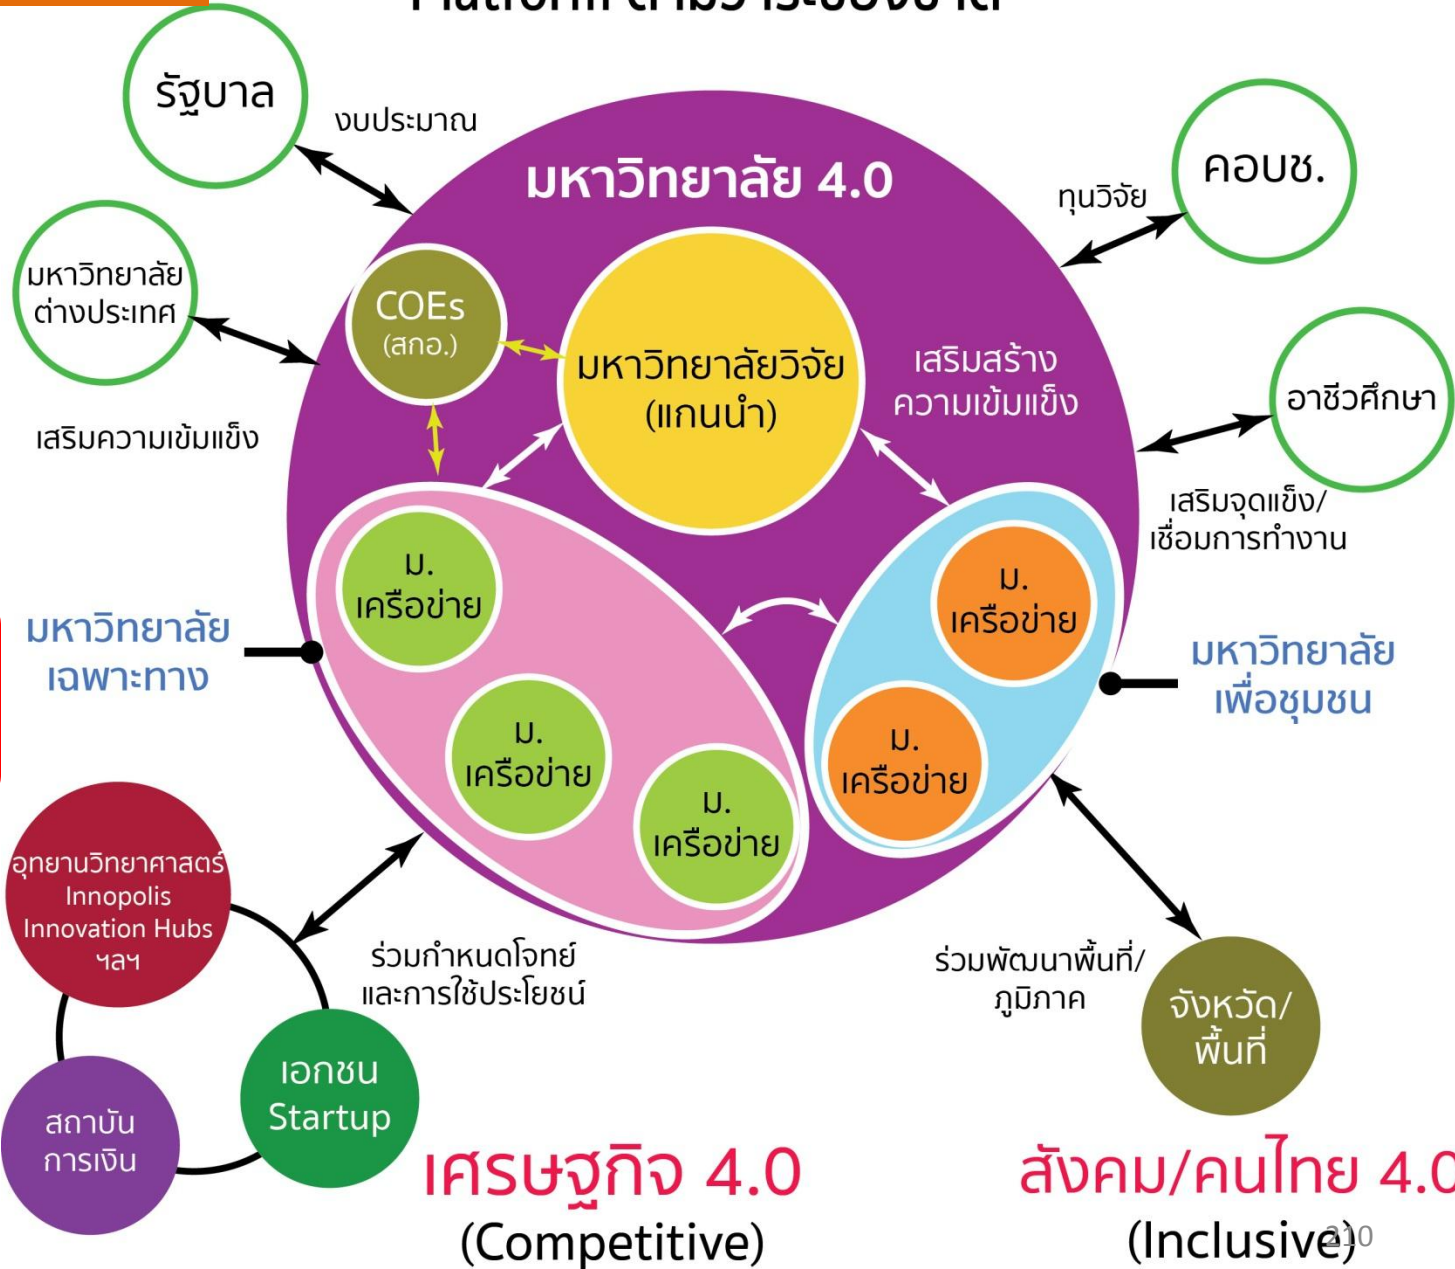 รัฐบาล
งบประมาณ
มหาวิทยาลัย 4.0
คอบช.
ทุนวิจัย
มหาวิทยาลัย
ต่างประเทศ
COEs
(สกอ.)
มหาวิทยาลัยวิจัย
(แกนนำ)
เสริมสร้าง
ความเข้มแข็ง
อาชีวศึกษา
เสริมความเข้มแข็ง
เสริมจุดแข็ง/
เชื่อมการทำงาน
ม.
เครือข่าย
ม.
เครือข่าย
มหาวิทยาลัย
เฉพาะทาง
มหาวิทยาลัย
เพื่อชุมชน
ม.
เครือข่าย
ม.
เครือข่าย
ม.
เครือข่าย
อุทยานวิทยาศาสตร์
Innopolis
Innovation Hubs
ฯลฯ
ร่วมกำหนดโจทย์
และการใช้ประโยชน์
ร่วมพัฒนาพื้นที่/
ภูมิภาค
จังหวัด/
พื้นที่
เอกชน
Startup
สถาบัน
การเงิน
เศรษฐกิจ 4.0
(Competitive)
สังคม/คนไทย 4.0
(Inclusive)
210